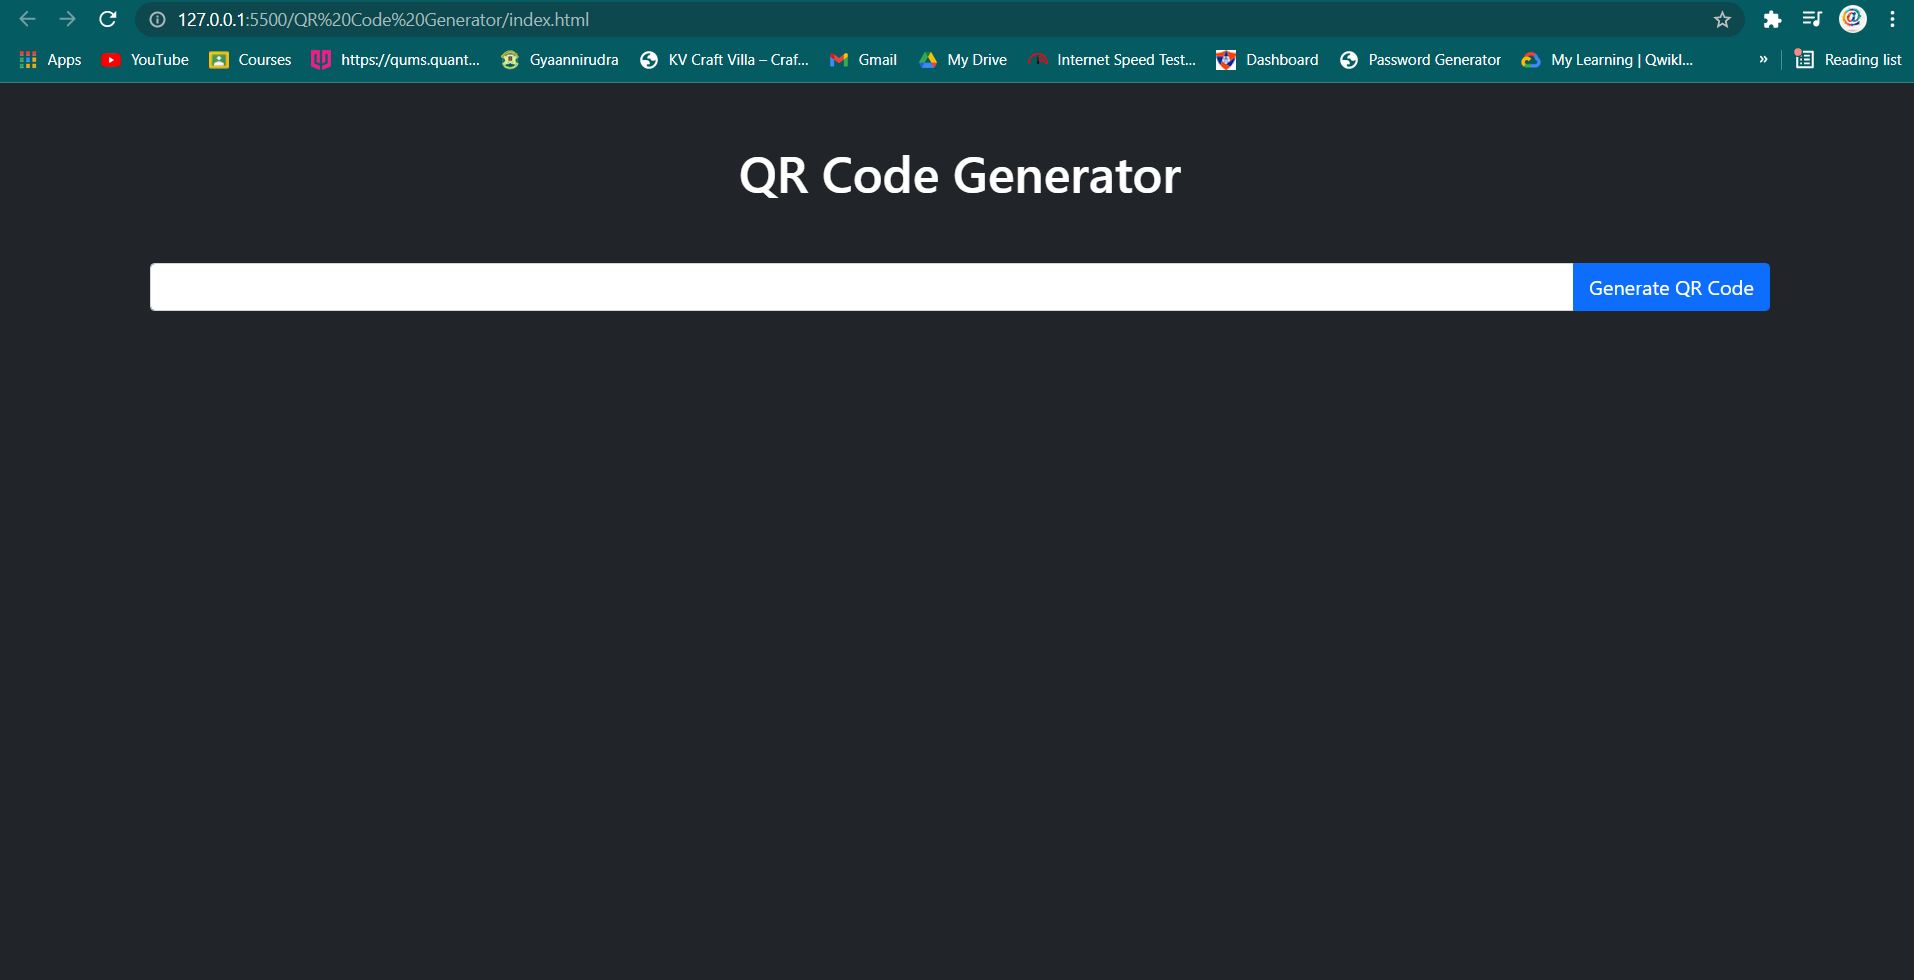 127.0.0.1:5500/QR%20Code%20Generator/index.html
Apps YouTube Courses https://qums.quant... Gyaannirudra KV Craft Villa – Craf... Gmail My Drive Internet Speed Test... Dashboard Password Generator My Learning | Qwikl... » Reading list
QR Code Generator
Generate QR Code